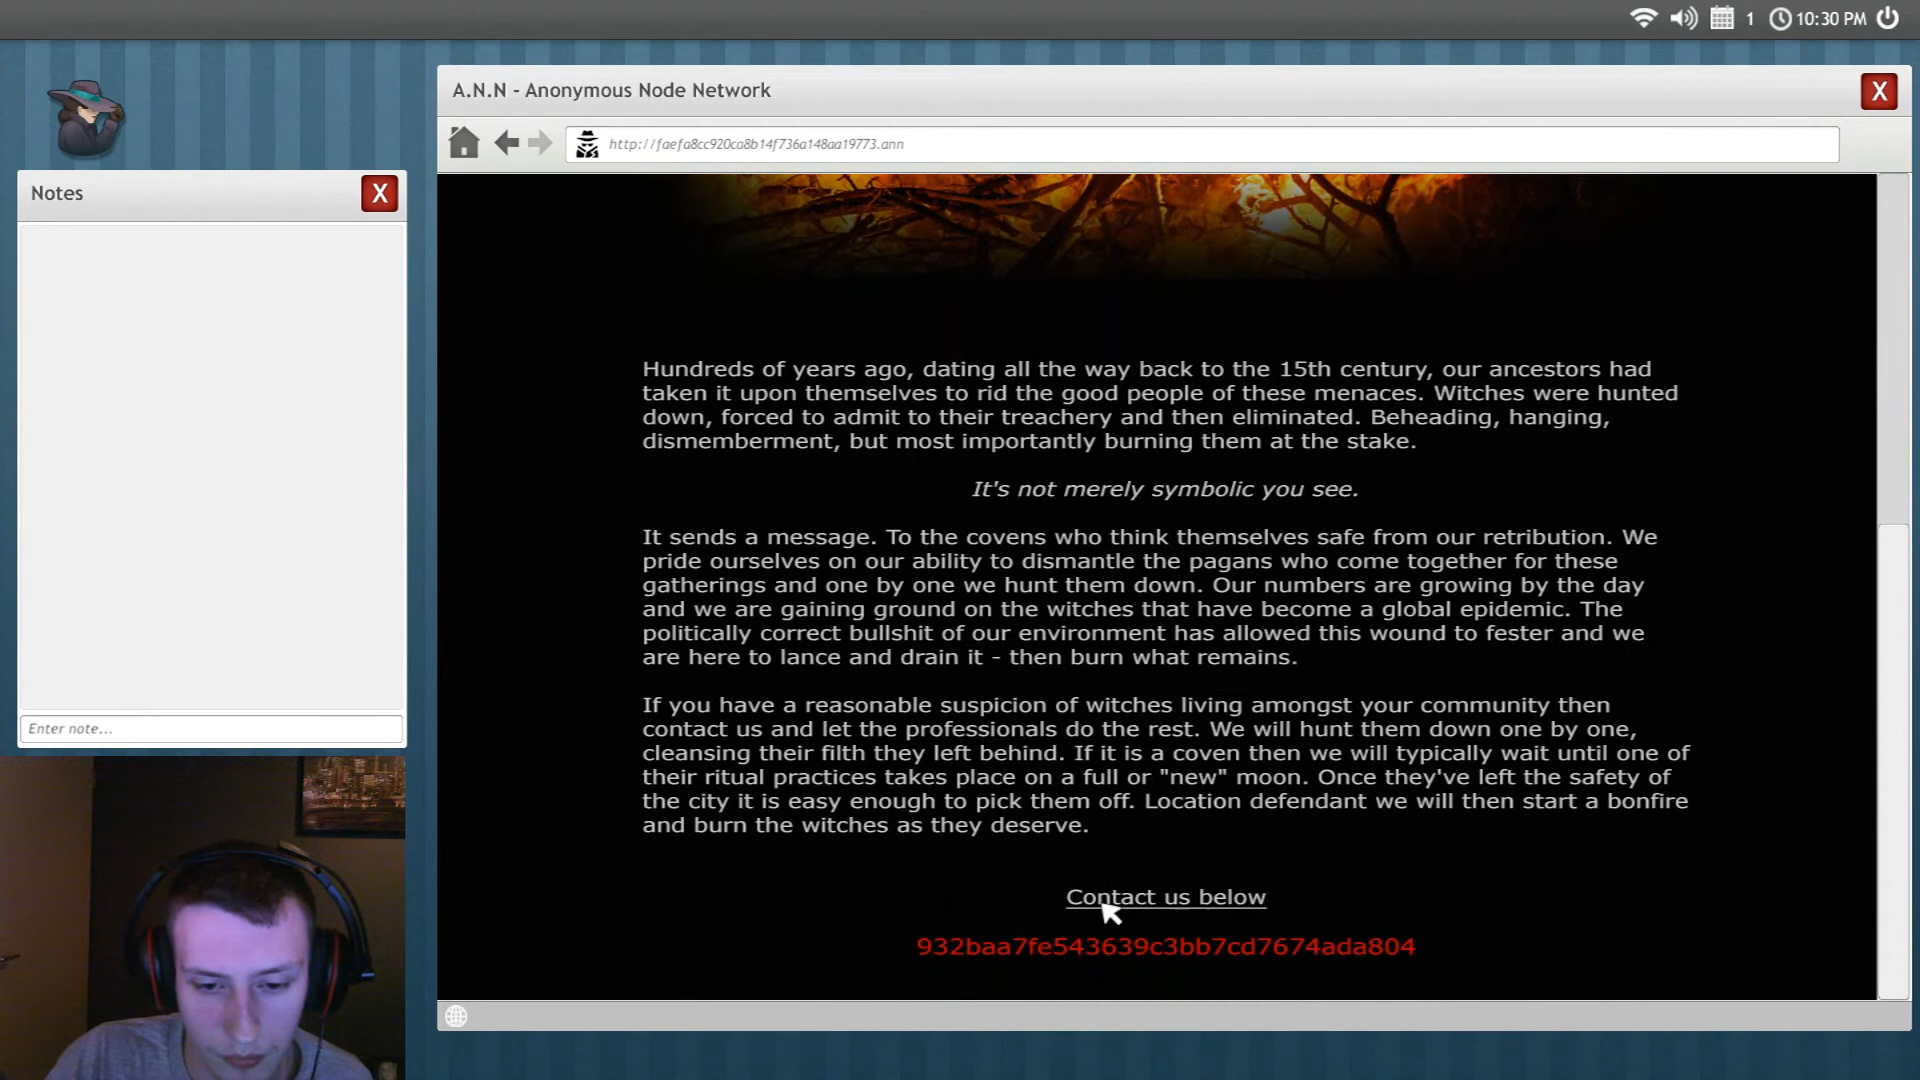 1 10:30 PM
A.N.N - Anonymous Node Network
X
http://faefa8cc920ca8b14f736a148aa19773.ann
Notes
X
Enter note...
Hundreds of years ago, dating all the way back to the 15th century, our ancestors had
taken it upon themselves to rid the good people of these menaces. Witches were hunted
down, forced to admit to their treachery and then eliminated. Beheading, hanging,
dismemberment, but most importantly burning them at the stake.
It's not merely symbolic you see.
It sends a message. To the covens who think themselves safe from our retribution. We
pride ourselves on our ability to dismantle the pagans who come together for these
gatherings and one by one we hunt them down. Our numbers are growing by the day
and we are gaining ground on the witches that have become a global epidemic. The
politically correct bullshit of our environment has allowed this wound to fester and we
are here to lance and drain it - then burn what remains.
If you have a reasonable suspicion of witches living amongst your community then
contact us and let the professionals do the rest. We will hunt them down one by one,
cleansing their filth they left behind. If it is a coven then we will typically wait until one of
their ritual practices takes place on a full or "new" moon. Once they've left the safety of
the city it is easy enough to pick them off. Location defendant we will then start a bonfire
and burn the witches as they deserve.
Contact us below
932baa7fe543639c3bb7cd7674ada804